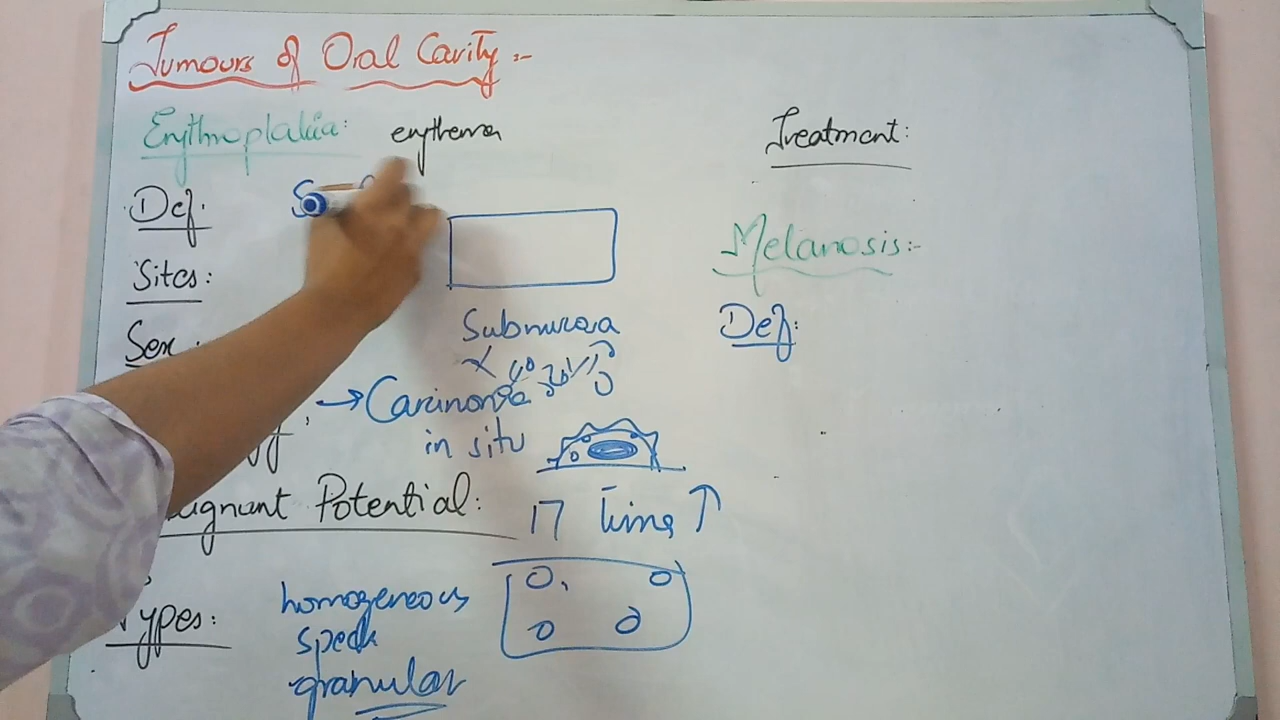 Tumours of Oral Cavity :-
Erythroplakia: erythema
Def.
Sites:
Sex :
Submucosa
→ Carcinoma
in situ
Potential:
17 time ↑
Types:
homogeneous
speck
granular
Treatment:
Melanosis:-
Def: